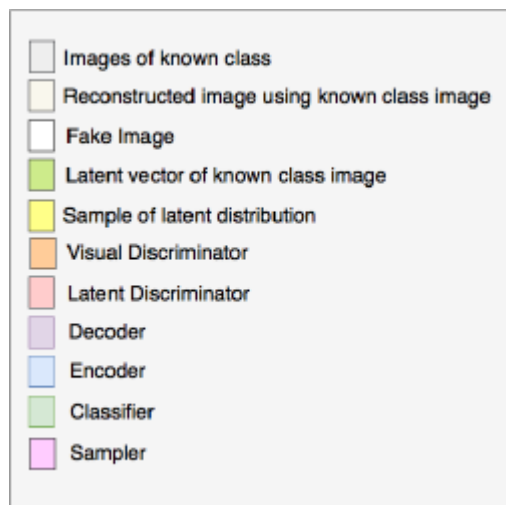 Images of known class
Reconstructed image using known class image
Fake Image
Latent vector of known class image
Sample of latent distribution
Visual Discriminator
Latent Discriminator
Decoder
Encoder
Classifier
Sampler